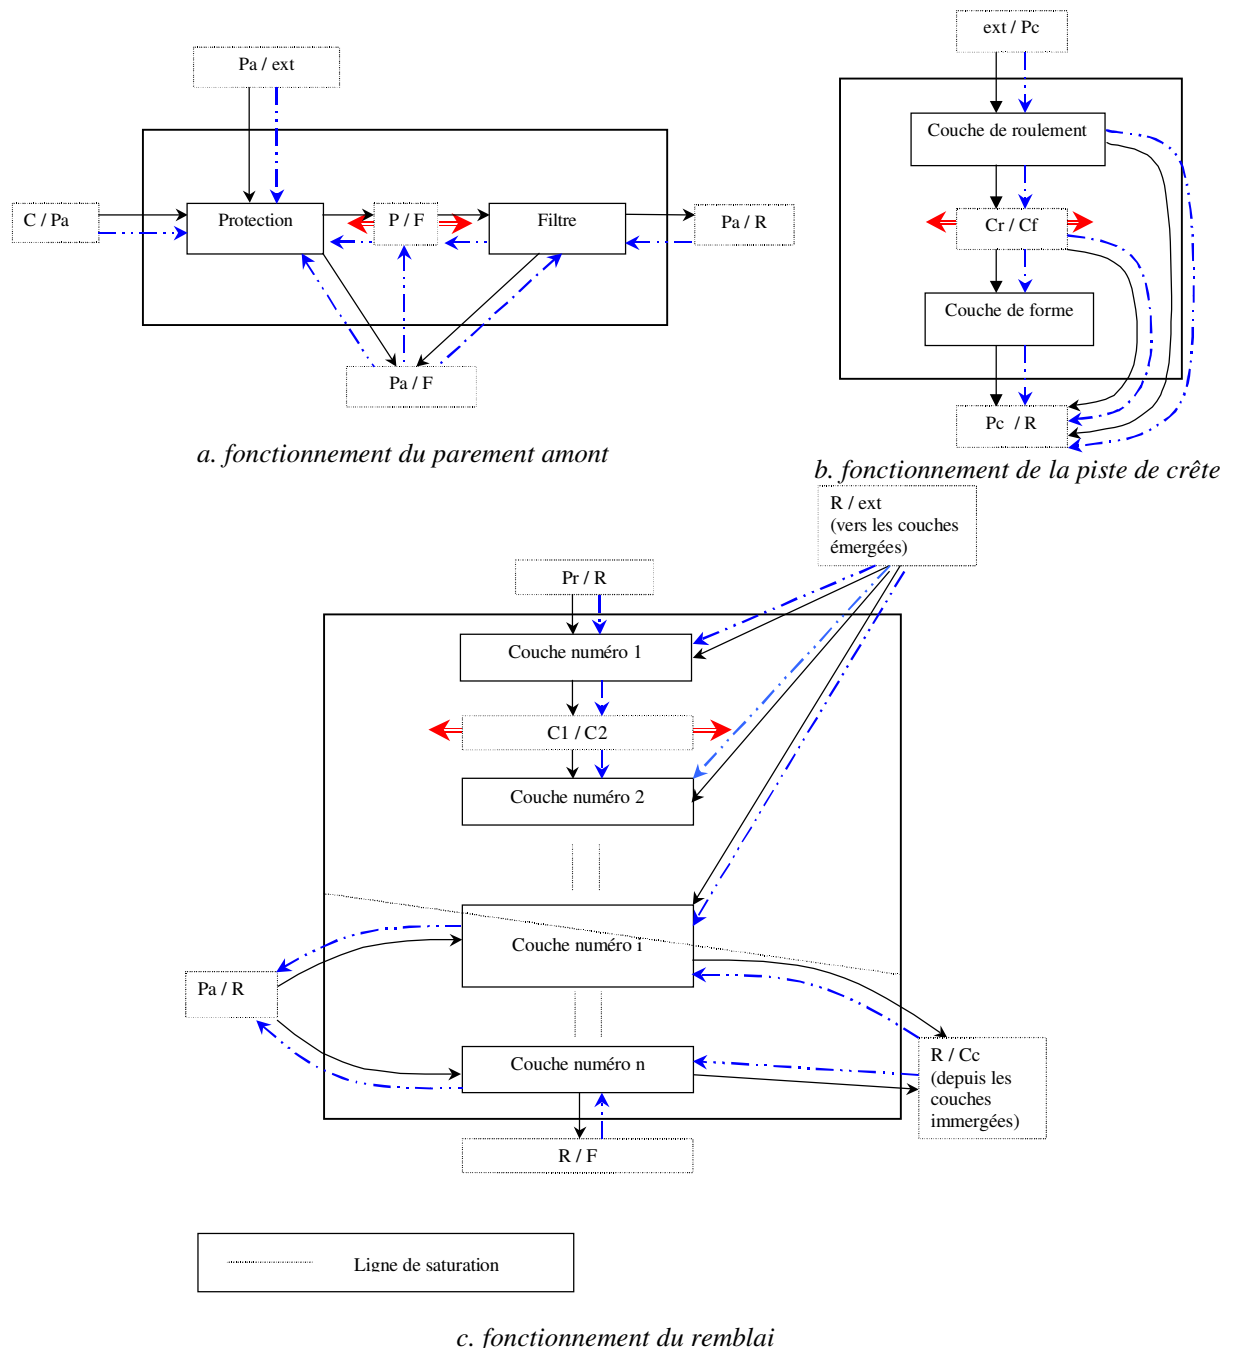 Pa / ext
C / Pa
Protection
P / F
Filtre
Pa / R
Pa / F
a. fonctionnement du parement amont
ext / Pc
Couche de roulement
Cr / Cf
Couche de forme
Pc / R
b. fonctionnement de la piste de crête
R / ext
(vers les couches
émergées)
Pr / R
Couche numéro 1
C1 / C2
Couche numéro 2
Couche numéro i
Pa / R
Couche numéro n
R / Cc
(depuis les
couches
immergées)
R / F
Ligne de saturation
c. fonctionnement du remblai